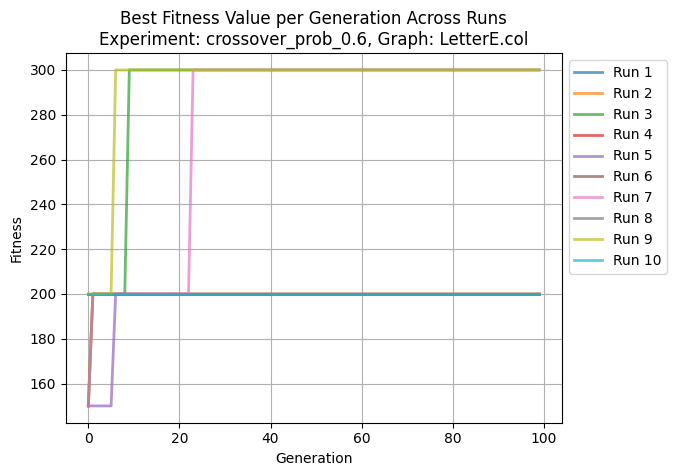 Best Fitness Value per Generation Across Runs
Experiment: crossover_prob_0.6, Graph: LetterE.col
300
280
260
240
220
200
180
160
Fitness
0
20
40
60
80
100
Generation
Run 1
Run 2
Run 3
Run 4
Run 5
Run 6
Run 7
Run 8
Run 9
Run 10